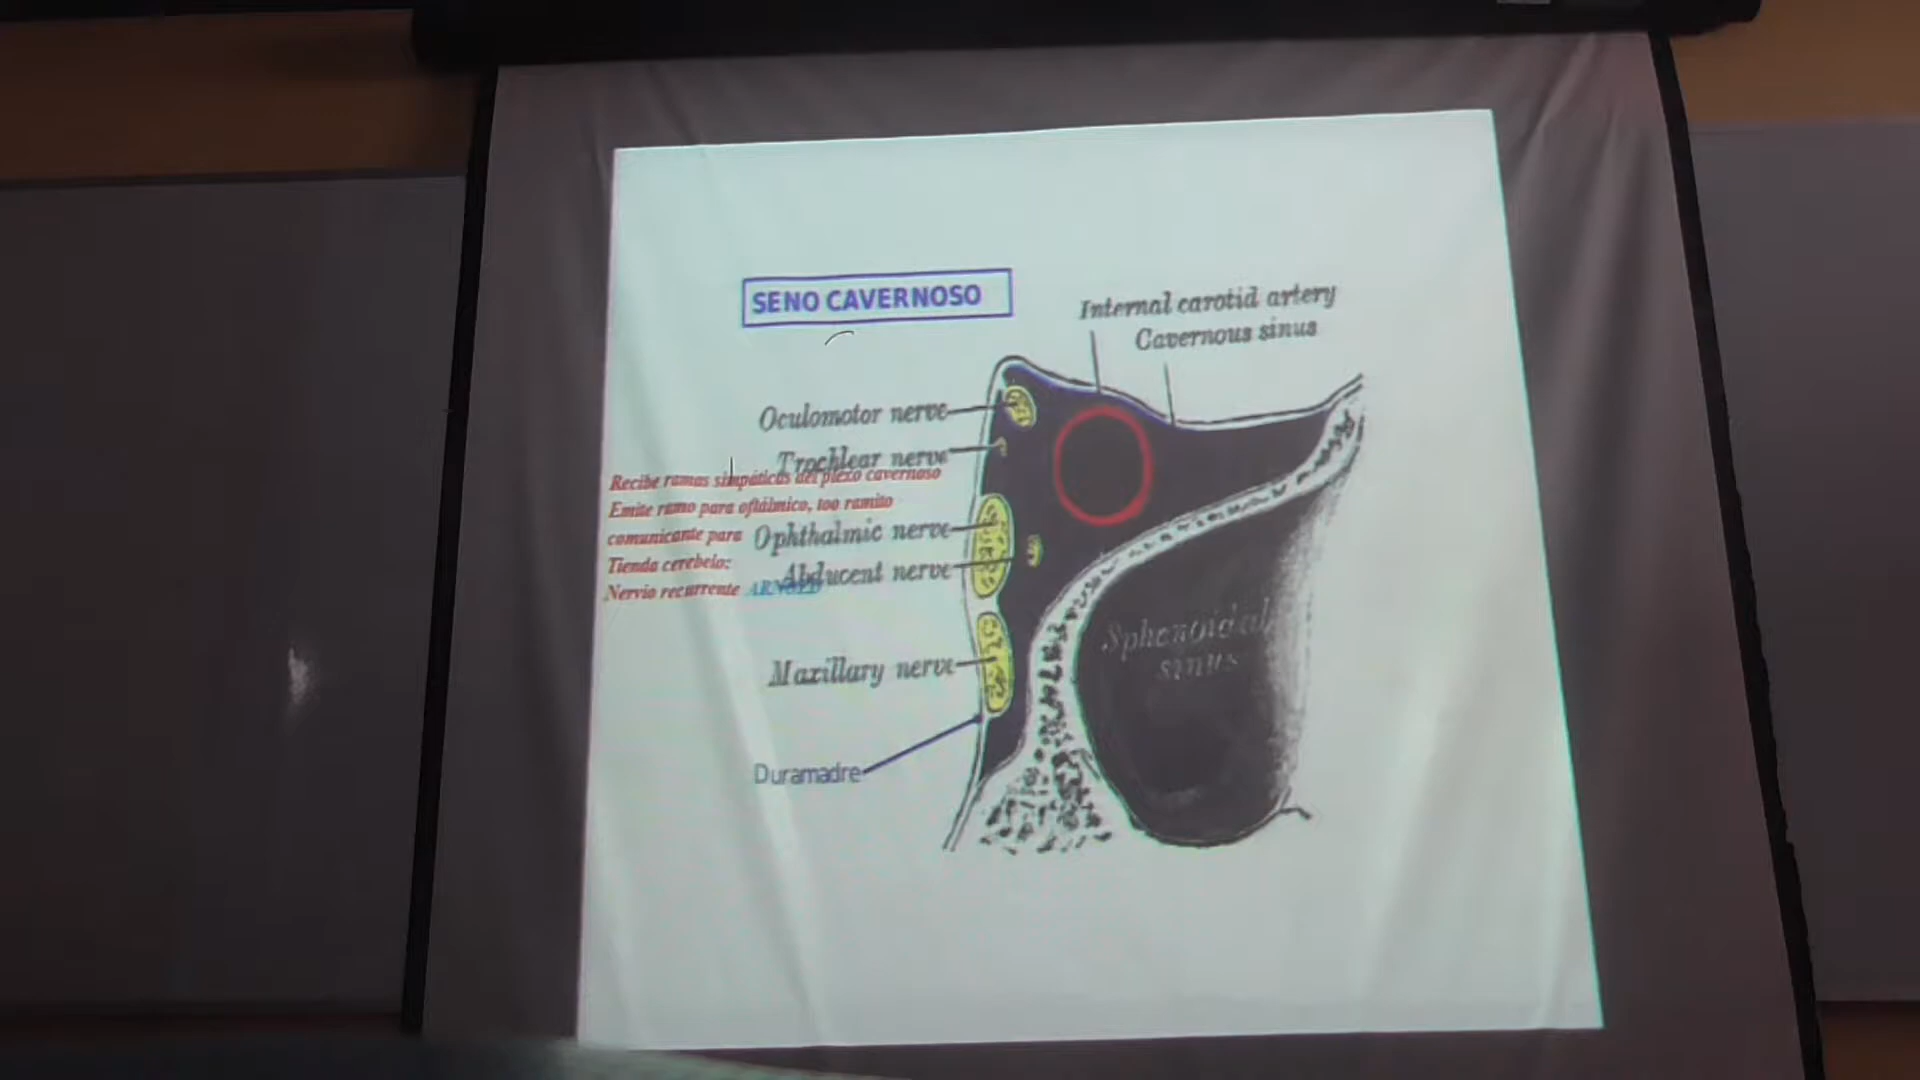 SENO CAVERNOSO
Internal carotid artery
Cavernous sinus
Oculomotor nerve
Trochlear nerve
Recibe ramas simpáticas del plexo cavernoso
Emite ramo para oftálmico, too ramito
comunicante para
Ophthalmic nerve
Tienda cerebelo:
Abducent nerve
Nervio recurrente ARNOLD
Sphenoidal
sinus
Maxillary nerve
Duramadre